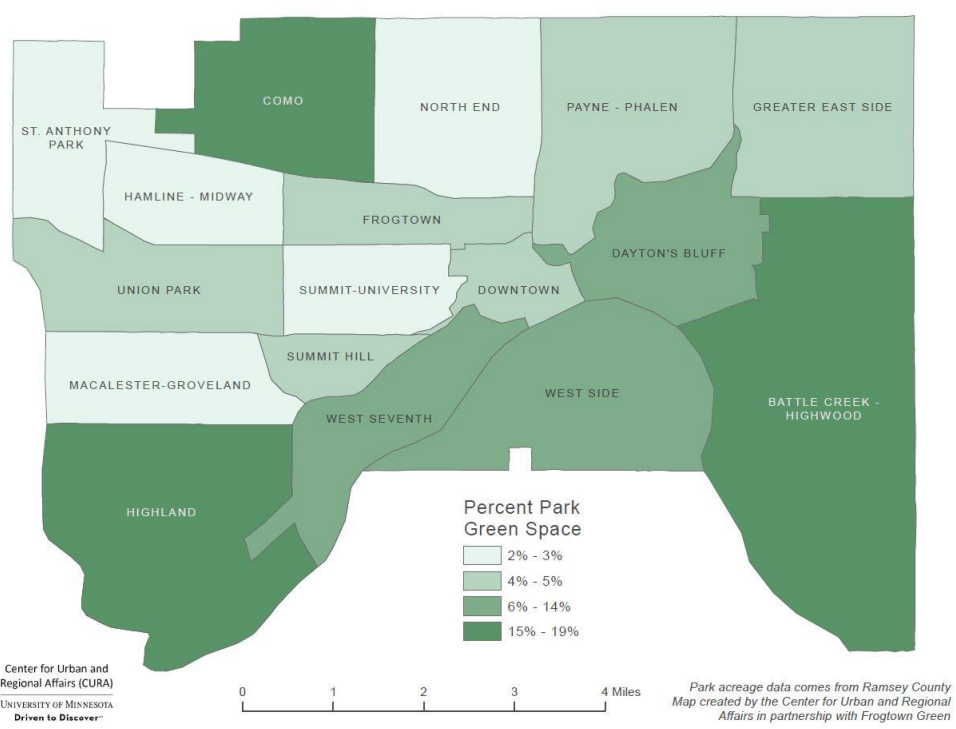 COMO
NORTH END
PAYNE - PHALEN
GREATER EAST SIDE
ST. ANTHONY
PARK
HAMLINE - MIDWAY
FROGTOWN
DAYTON'S BLUFF
UNION PARK
SUMMIT-UNIVERSITY
DOWNTOWN
SUMMIT HILL
MACALESTER-GROVELAND
WEST SEVENTH
WEST SIDE
BATTLE CREEK -
HIGHWOOD
HIGHLAND
Percent Park
Green Space
2% - 3%
4% - 5%
6% - 14%
15% - 19%
Center for Urban and
Regional Affairs (CURA)
UNIVERSITY OF MINNESOTA
Driven to Discover℠
0 1 2 3 4 Miles
Park acreage data comes from Ramsey County
Map created by the Center for Urban and Regional
Affairs in partnership with Frogtown Green